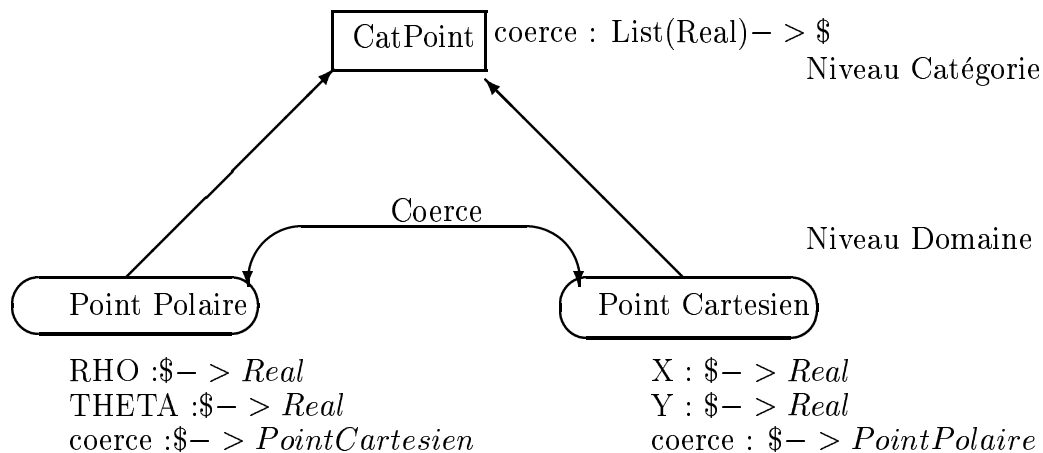 CatPoint
coerce : List(Real)− > $
Niveau Catégorie
Coerce
Niveau Domaine
Point Polaire
Point Cartesien
RHO :$− > Real
THETA :$− > Real
coerce :$− > PointCartesien
X : $− > Real
Y : $− > Real
coerce : $− > PointPolaire